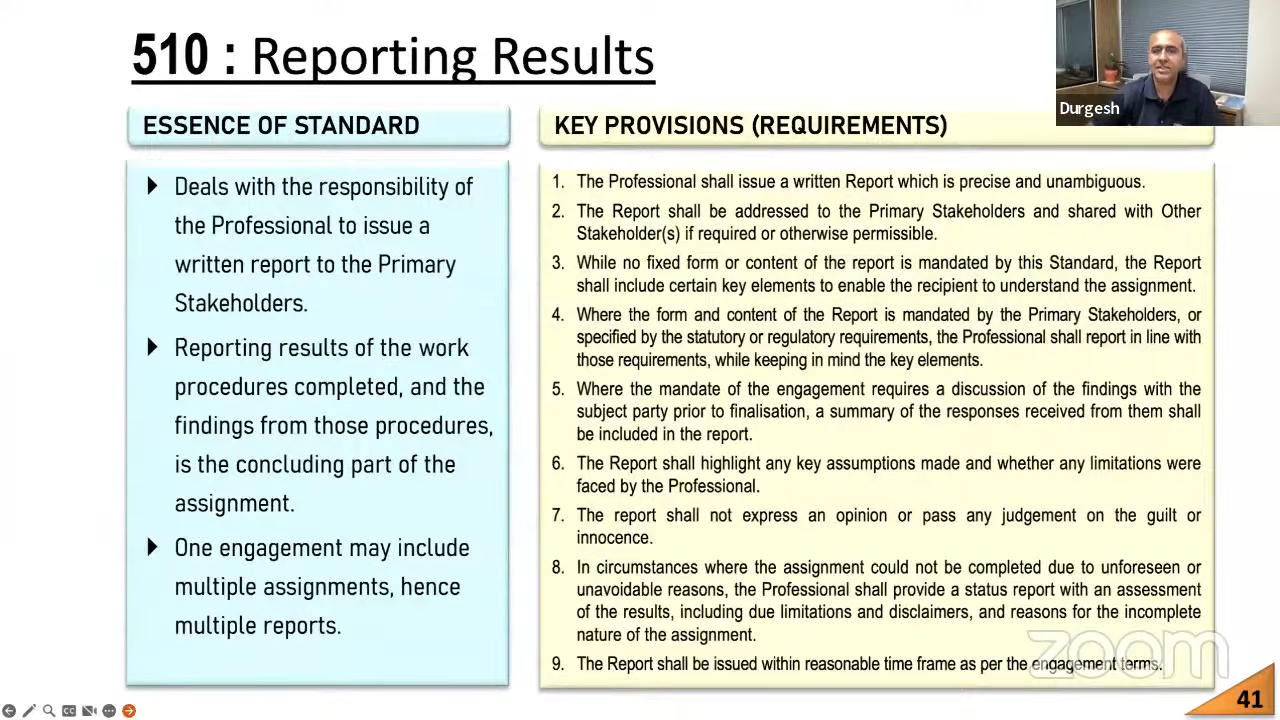 510 : Reporting Results
Durgesh
ESSENCE OF STANDARD
Deals with the responsibility of
the Professional to issue a
written report to the Primary
Stakeholders.
Reporting results of the work
procedures completed, and the
findings from those procedures,
is the concluding part of the
assignment.
One engagement may include
multiple assignments, hence
multiple reports.
KEY PROVISIONS (REQUIREMENTS)
1. The Professional shall issue a written Report which is precise and unambiguous.
2. The Report shall be addressed to the Primary Stakeholders and shared with Other
Stakeholder(s) if required or otherwise permissible.
3. While no fixed form or content of the report is mandated by this Standard, the Report
shall include certain key elements to enable the recipient to understand the assignment.
4. Where the form and content of the Report is mandated by the Primary Stakeholders, or
specified by the statutory or regulatory requirements, the Professional shall report in line with
those requirements, while keeping in mind the key elements.
5. Where the mandate of the engagement requires a discussion of the findings with the
subject party prior to finalisation, a summary of the responses received from them shall
be included in the report.
6. The Report shall highlight any key assumptions made and whether any limitations were
faced by the Professional.
7. The report shall not express an opinion or pass any judgement on the guilt or
innocence.
8. In circumstances where the assignment could not be completed due to unforeseen or
unavoidable reasons, the Professional shall provide a status report with an assessment
of the results, including due limitations and disclaimers, and reasons for the incomplete
nature of the assignment.
9. The Report shall be issued within reasonable time frame as per the engagement terms.
zoom
41